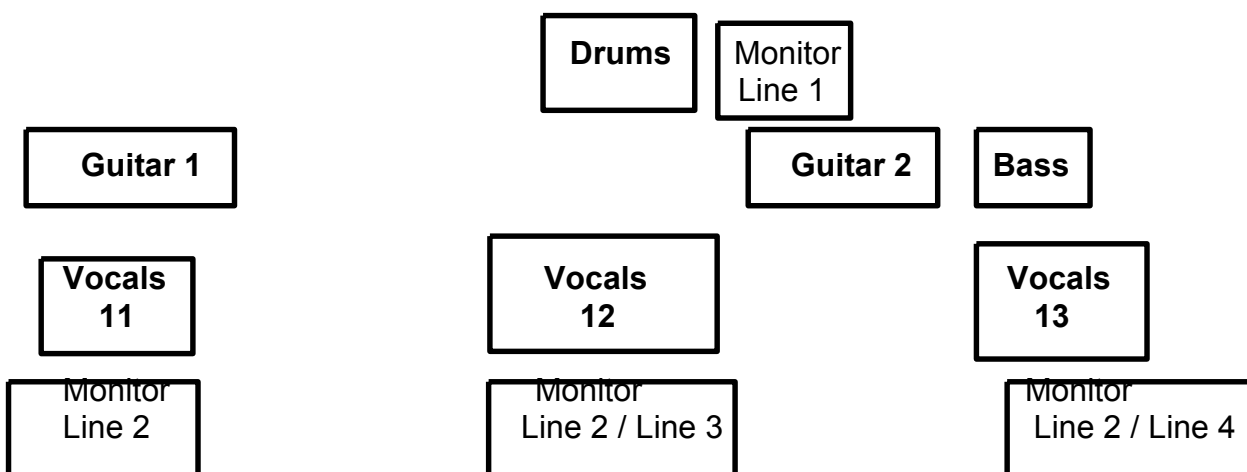 Drums
Monitor
Line 1
Guitar 1
Guitar 2
Bass
Vocals
11
Vocals
12
Vocals
13
Monitor
Line 2
Monitor
Line 2 / Line 3
Monitor
Line 2 / Line 4